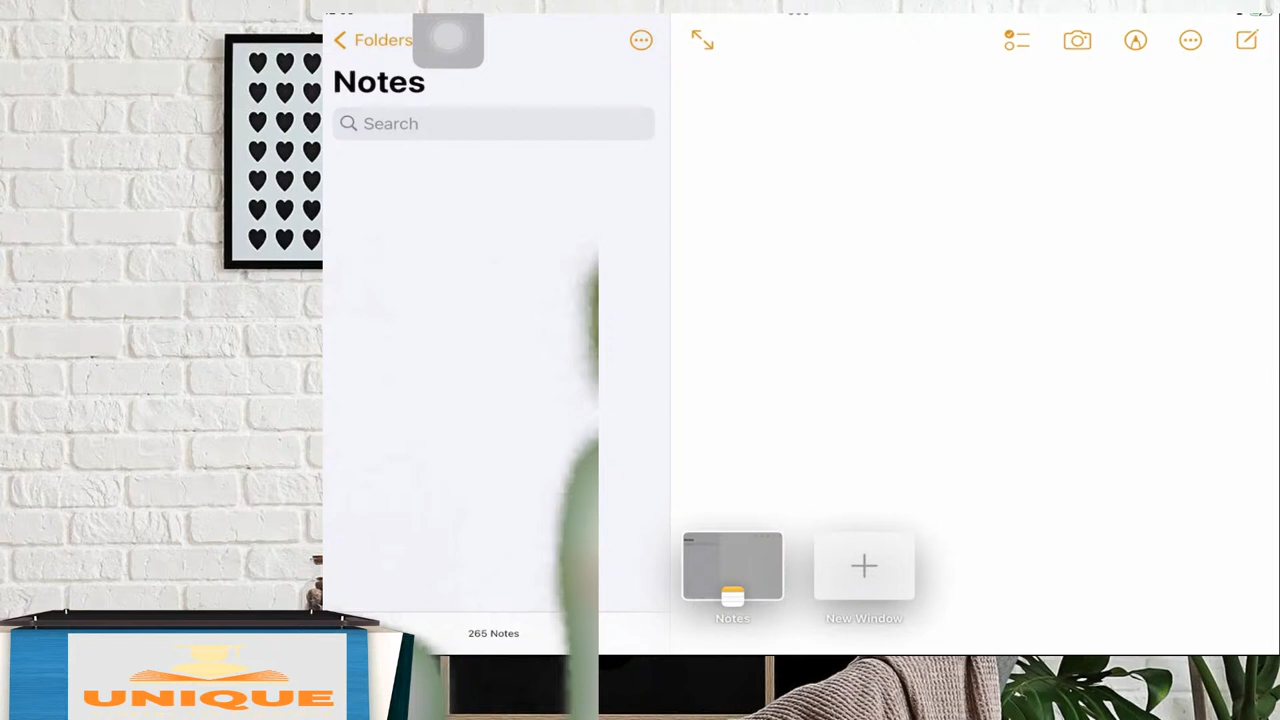 Folders
Notes
Search
265 Notes
Notes
New Window
UNIQUE